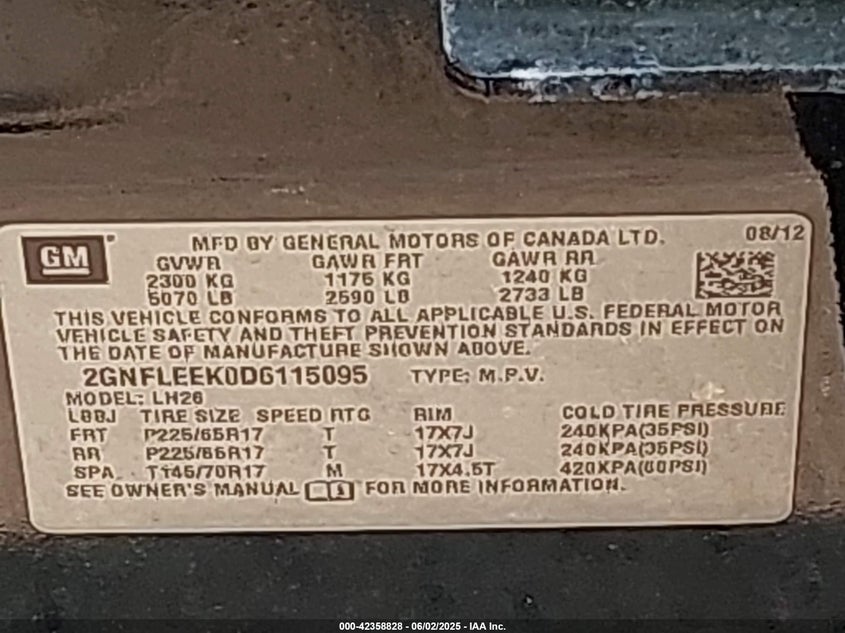 GM
MFD BY GENERAL MOTORS OF CANADA LTD.
08/12
GVWR GAWR FRT GAWR RR
2300 KG 1175 KG 1240 KG
5070 LB 2590 LB 2733 LB
THIS VEHICLE CONFORMS TO ALL APPLICABLE U.S. FEDERAL MOTOR
VEHICLE SAFETY AND THEFT PREVENTION STANDARDS IN EFFECT ON
THE DATE OF MANUFACTURE SHOWN ABOVE.
2GNFLEEK0D6115095 TYPE: M.P.V.
MODEL: LH26
LBBJ TIRE SIZE SPEED RTG RIM COLD TIRE PRESSURE
FRT P225/65R17 T 17X7J 240KPA(35PSI)
RR P225/65R17 T 17X7J 240KPA(35PSI)
SPA T145/70R17 M 17X4.5T 420KPA(60PSI)
SEE OWNER'S MANUAL FOR MORE INFORMATION.
000-42358828 - 06/02/2025 - IAA Inc.